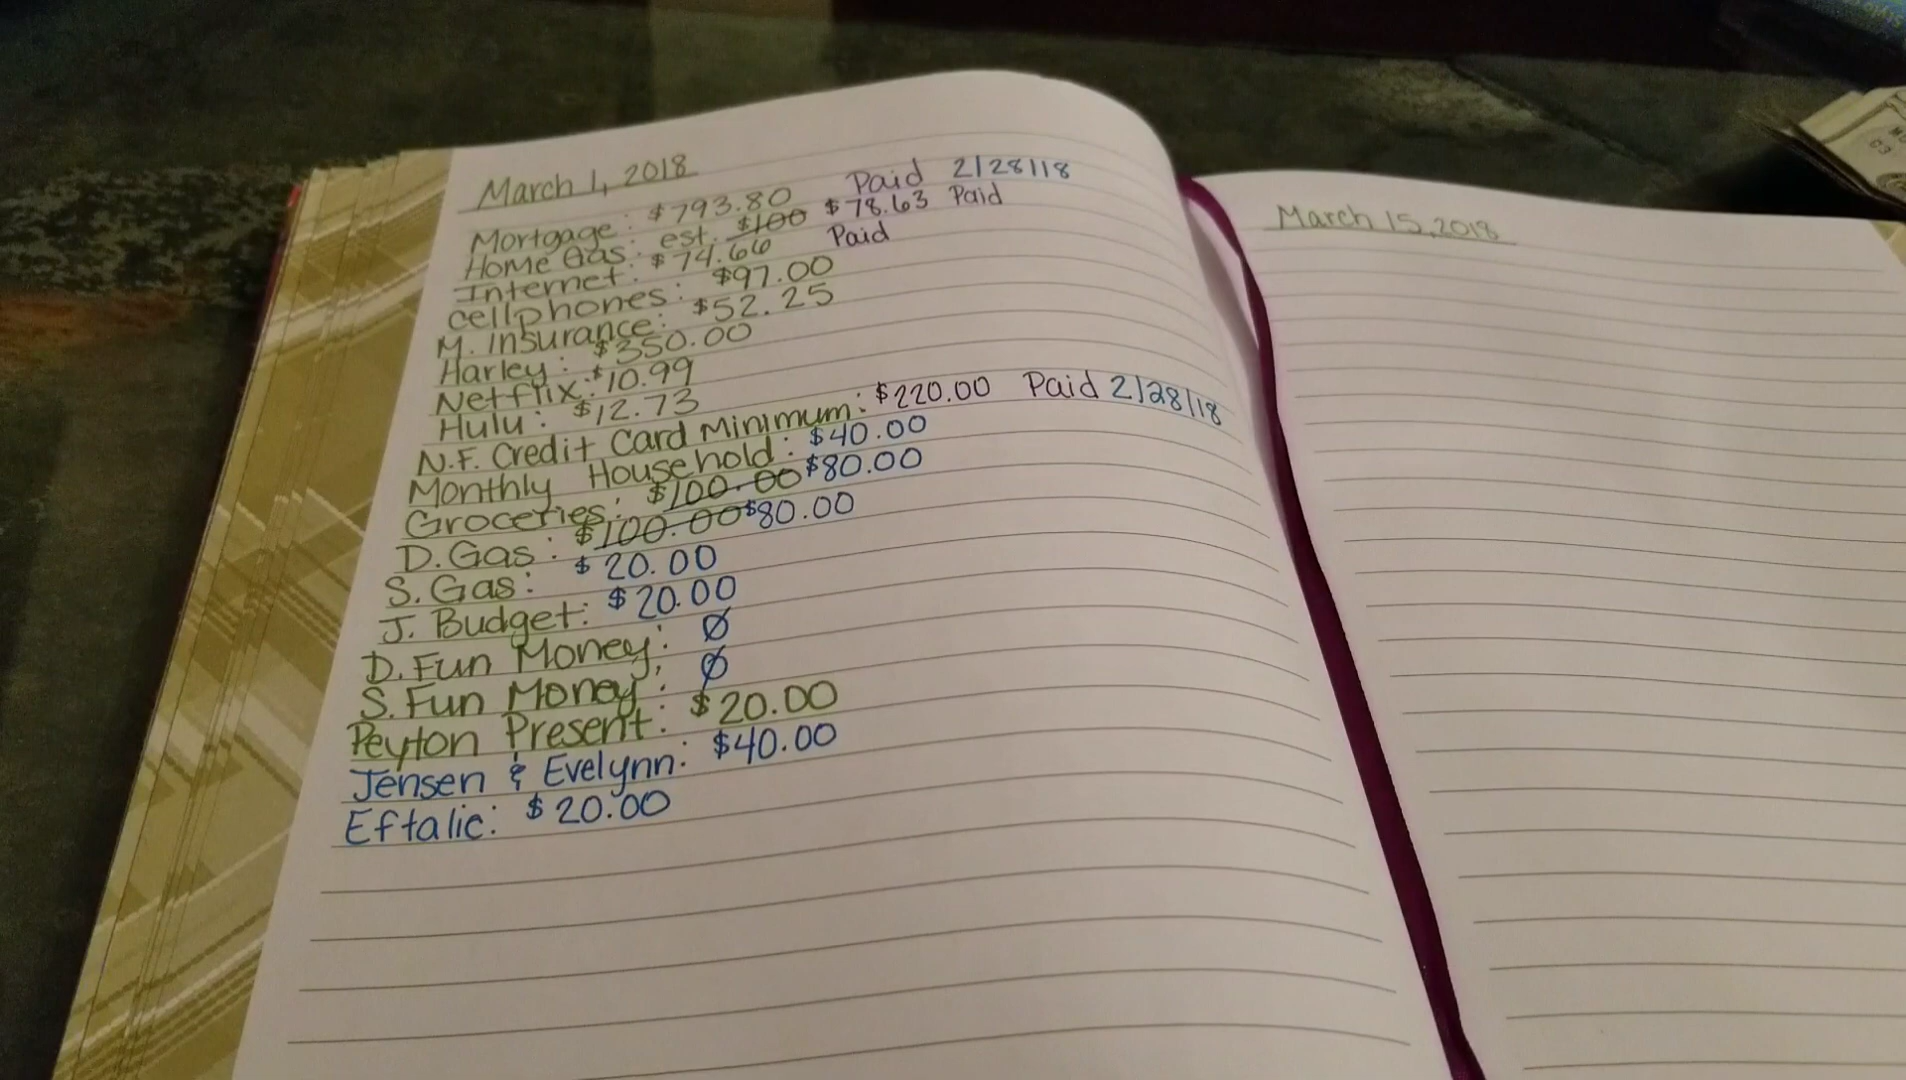 March 1, 2018
Mortgage: $793.80 Paid 2/28/18
Home Gas: est. $100 $78.63 Paid
Internet: $74.66 Paid
cellphones: $97.00
M. Insurance: $52.25
Harley: $350.00
Netflix: $10.99
Hulu: $12.73
N.F. Credit Card Minimum: $220.00 Paid 2/28/18
Monthly Household: $40.00
Groceries: $100.00 $80.00
D. Gas: $100.00 $80.00
S. Gas: $20.00
J. Budget: $20.00
D. Fun Money: Ø
S. Fun Money: Ø
Peyton Present: $20.00
Jensen & Evelynn: $40.00
Eftalic: $20.00
March 15, 2018